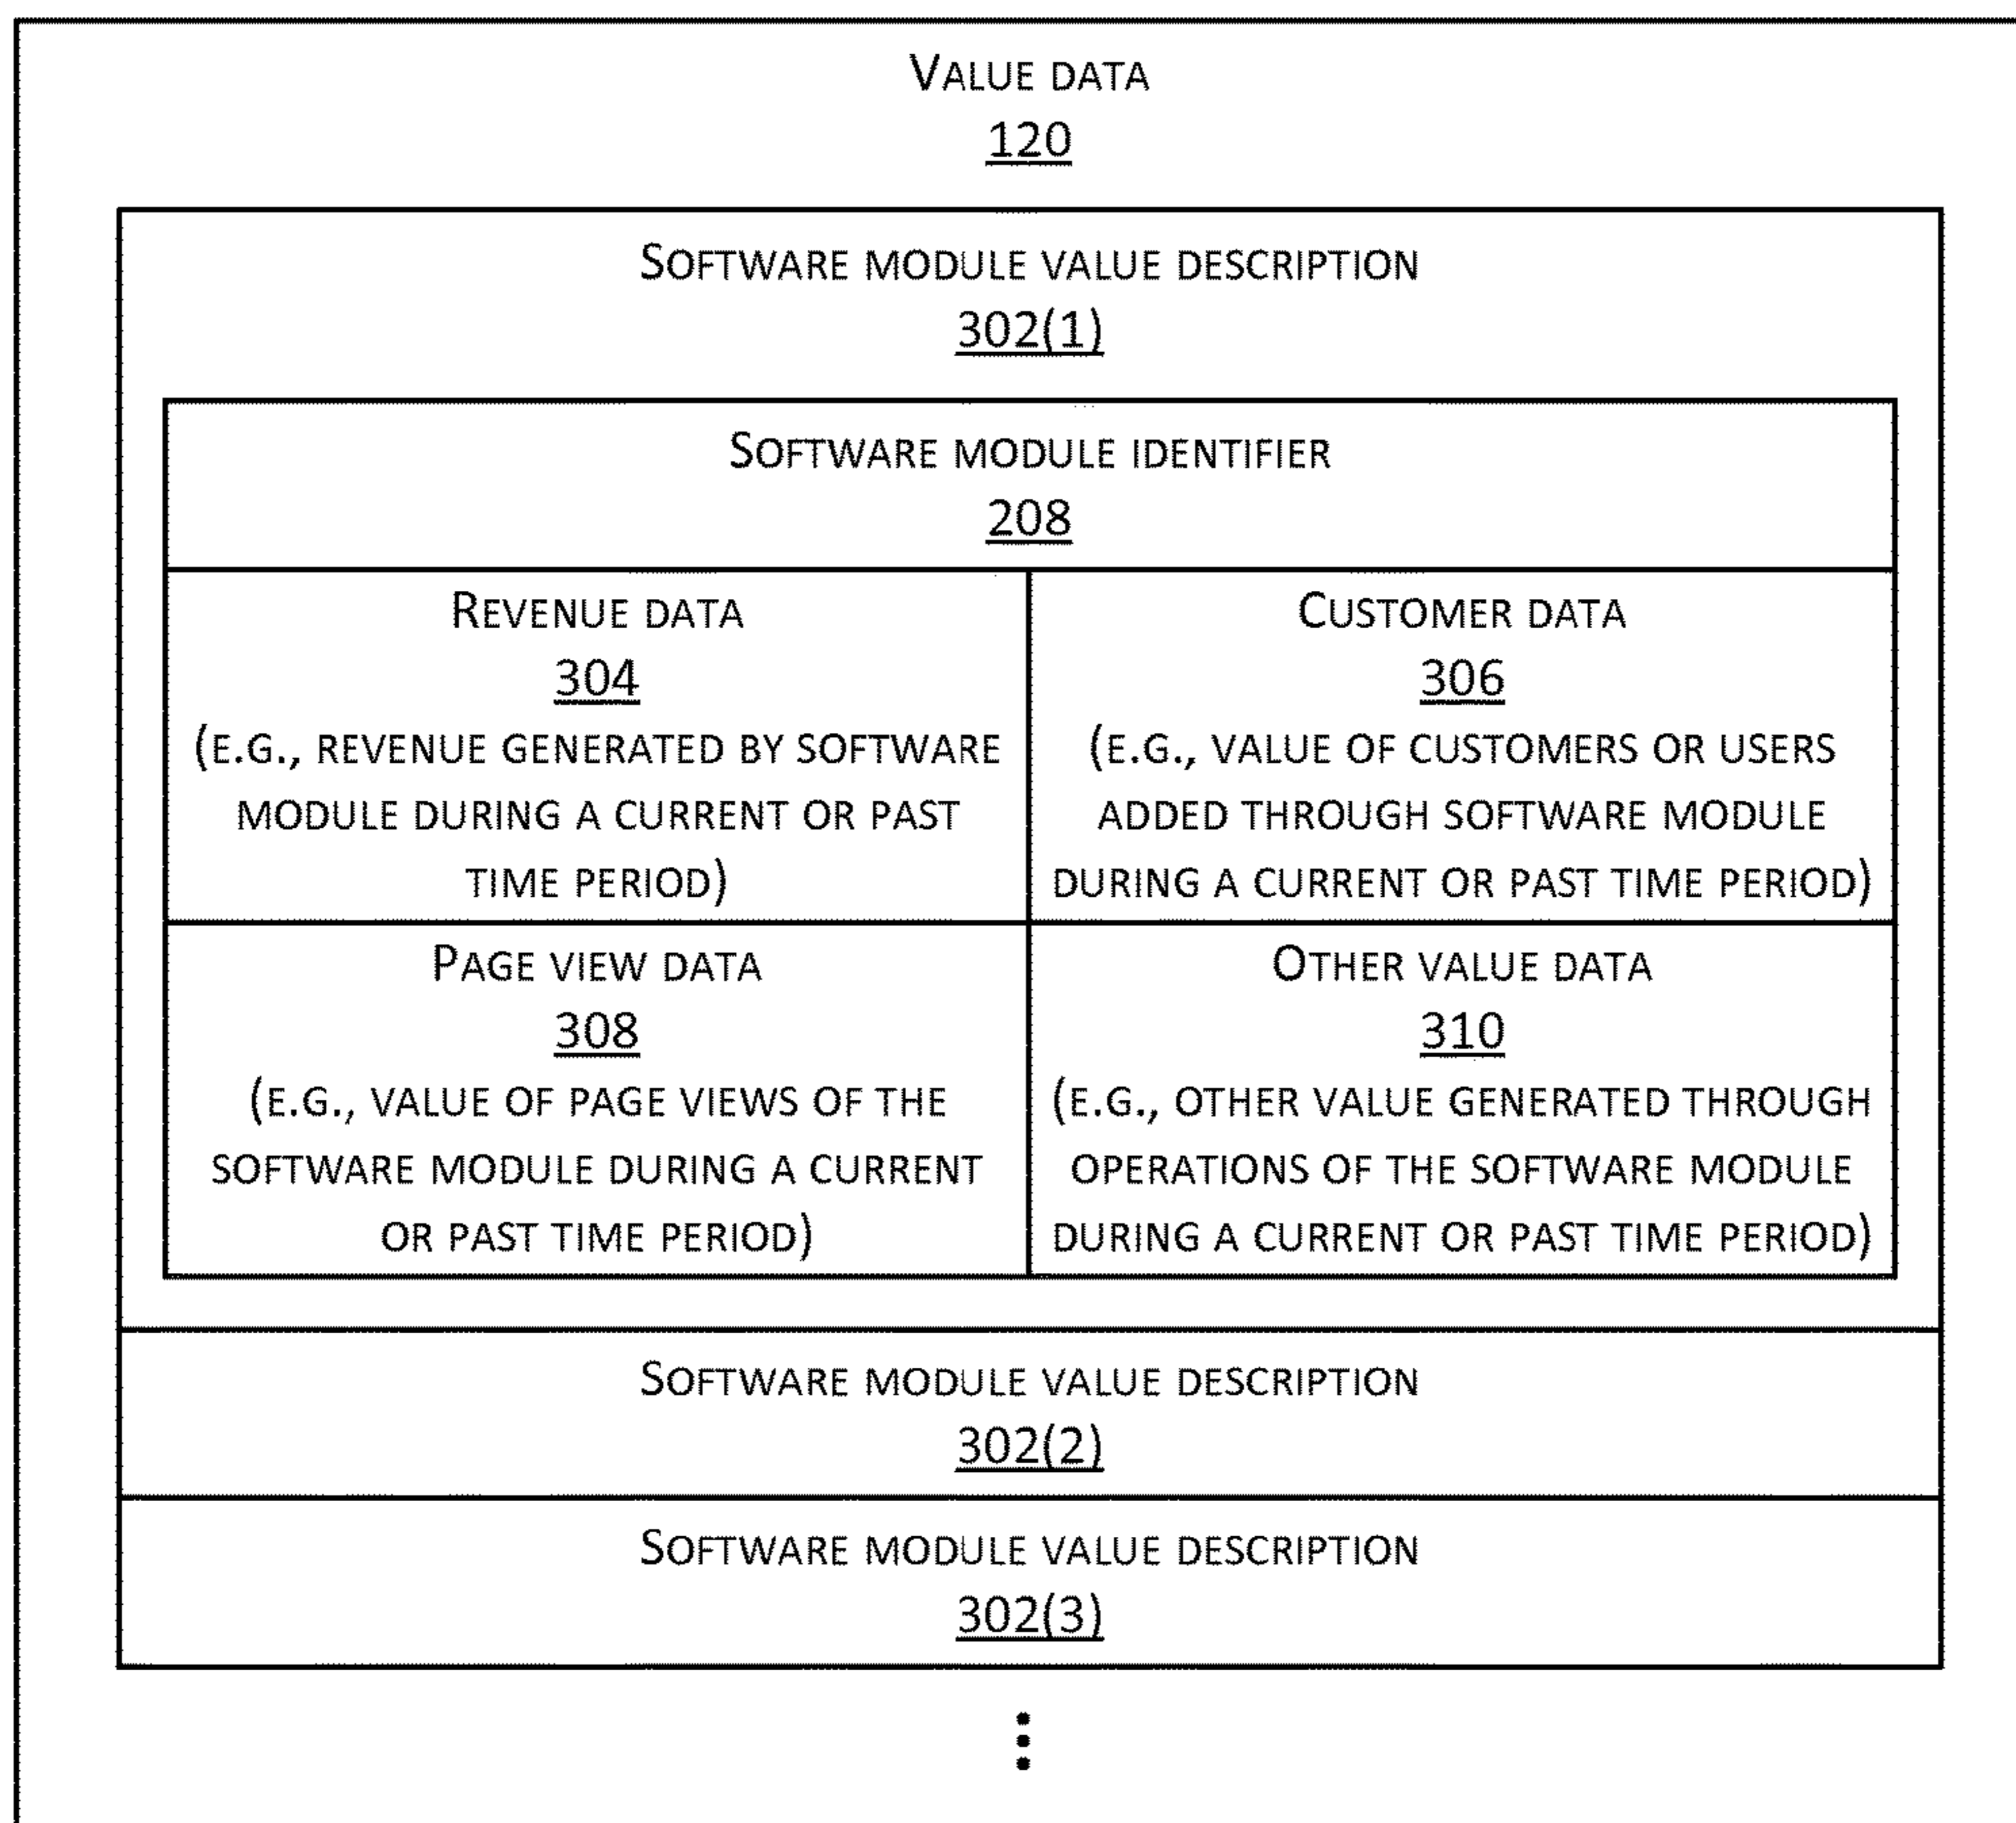 VALUE DATA
120
SOFTWARE MODULE VALUE DESCRIPTION
302(1)
SOFTWARE MODULE IDENTIFIER
208
REVENUE DATA
304
(E.G., REVENUE GENERATED BY SOFTWARE
MODULE DURING A CURRENT OR PAST
TIME PERIOD)
CUSTOMER DATA
306
(E.G., VALUE OF CUSTOMERS OR USERS
ADDED THROUGH SOFTWARE MODULE
DURING A CURRENT OR PAST TIME PERIOD)
PAGE VIEW DATA
308
(E.G., VALUE OF PAGE VIEWS OF THE
SOFTWARE MODULE DURING A CURRENT
OR PAST TIME PERIOD)
OTHER VALUE DATA
310
(E.G., OTHER VALUE GENERATED THROUGH
OPERATIONS OF THE SOFTWARE MODULE
DURING A CURRENT OR PAST TIME PERIOD)
SOFTWARE MODULE VALUE DESCRIPTION
302(2)
SOFTWARE MODULE VALUE DESCRIPTION
302(3)